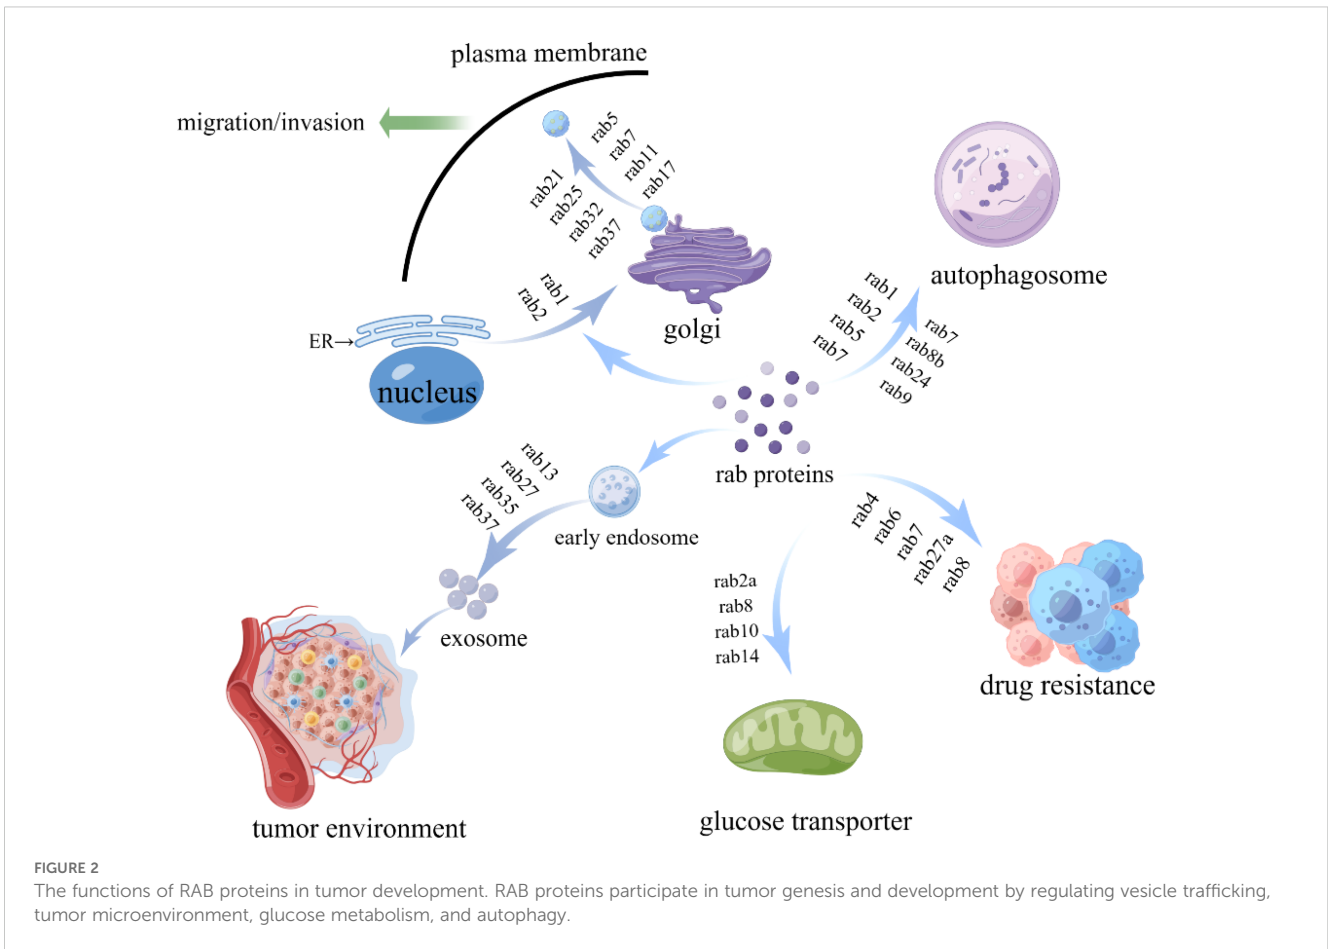 plasma membrane
migration/invasion
rab5
rab7
rab11
rab17
rab21
rab25
rab32
rab37
golgi
rab1
rab2
ER→
nucleus
autophagosome
rab1
rab2
rab5
rab7
rab7
rab8b
rab24
rab9
rab proteins
rab13
rab27
rab35
rab37
early endosome
exosome
tumor environment
rab4
rab6
rab7
rab27a
rab8
drug resistance
rab2a
rab8
rab10
rab14
glucose transporter
FIGURE 2
The functions of RAB proteins in tumor development. RAB proteins participate in tumor genesis and development by regulating vesicle trafficking,
tumor microenvironment, glucose metabolism, and autophagy.